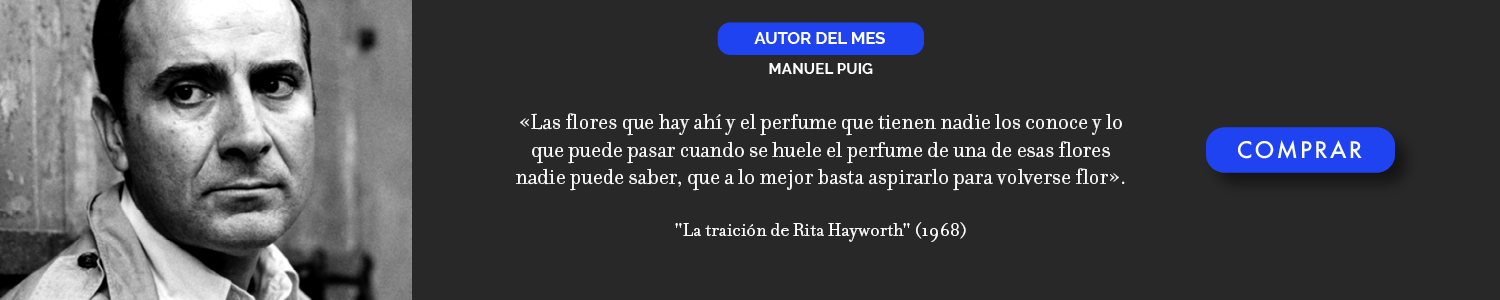 AUTOR DEL MES
MANUEL PUIG
«Las flores que hay ahí y el perfume que tienen nadie los conoce y lo
que puede pasar cuando se huele el perfume de una de esas flores
nadie puede saber, que a lo mejor basta aspirarlo para volverse flor».
"La traición de Rita Hayworth" (1968)
COMPRAR